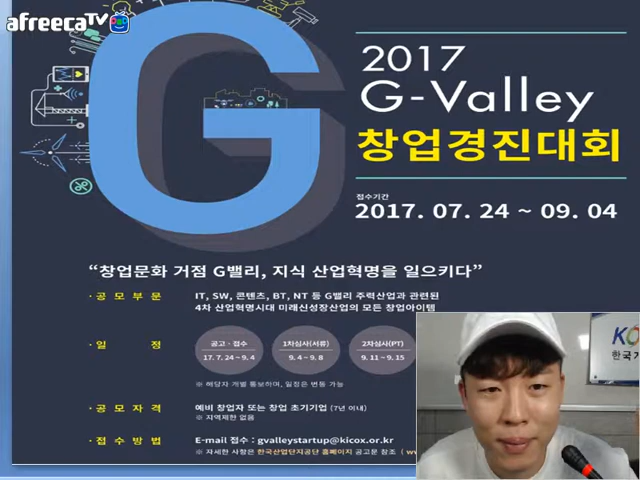 afreecaTV
2017
G-Valley
창업경진대회
접수기간
2017. 07. 24 ~ 09. 04
“창업문화 거점 G밸리, 지식 산업혁명을 일으키다”
· 공 모 부 문 IT, SW, 콘텐츠, BT, NT 등 G밸리 주력산업과 관련된
4차 산업혁명시대 미래신성장산업의 모든 창업아이템
· 일 정 공고 · 접수 1차심사(서류) 2차심사(PT)
17. 7. 24 ~ 9. 4 9. 4 ~ 9. 8 9. 11 ~ 9. 15
※ 해당자 개별 통보하며, 일정은 변동 가능
· 공 모 자 격 예비 창업자 또는 창업 초기기업 (7년 이내)
※ 지역제한 없음
· 접 수 방 법 E-mail 접수 : gvalleystartup@kicox.or.kr
※ 자세한 사항은 한국산업단지공단 홈페이지 공고문 참조 ( ww
한국